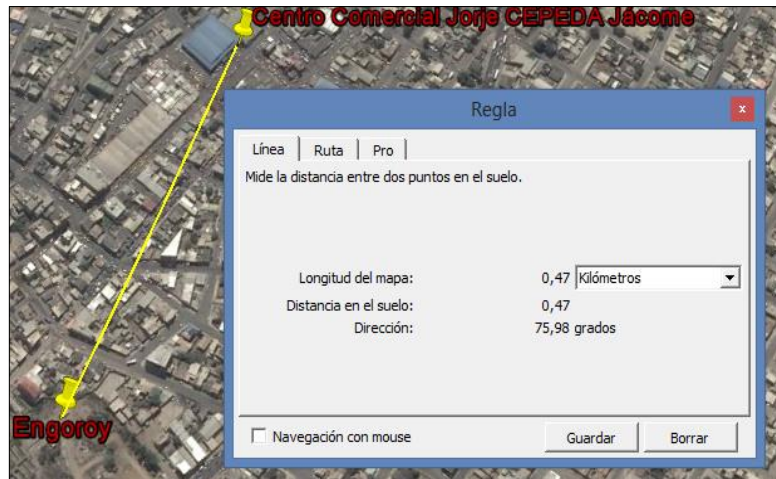 Centro Comercial Jorje CEPEDA Jácome
Regla
x
Línea Ruta Pro
Mide la distancia entre dos puntos en el suelo.
Longitud del mapa: 0,47 Kilómetros
Distancia en el suelo: 0,47
Dirección: 75,98 grados
Engoroy
Navegación con mouse Guardar Borrar